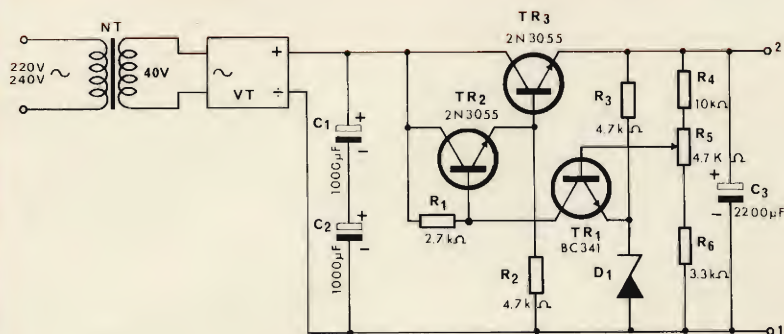 NT
220V
240V
40V
+
÷
VT
C1
+
-
1000µF
C2
+
-
1000µF
TR3
2N3055
TR2
2N3055
R1
2.7kΩ
TR1
BC341
R2
4.7kΩ
R3
4.7kΩ
D1
R4
10kΩ
R5
4.7K Ω
R6
3.3kΩ
+
-
C3
2200µF
2
1